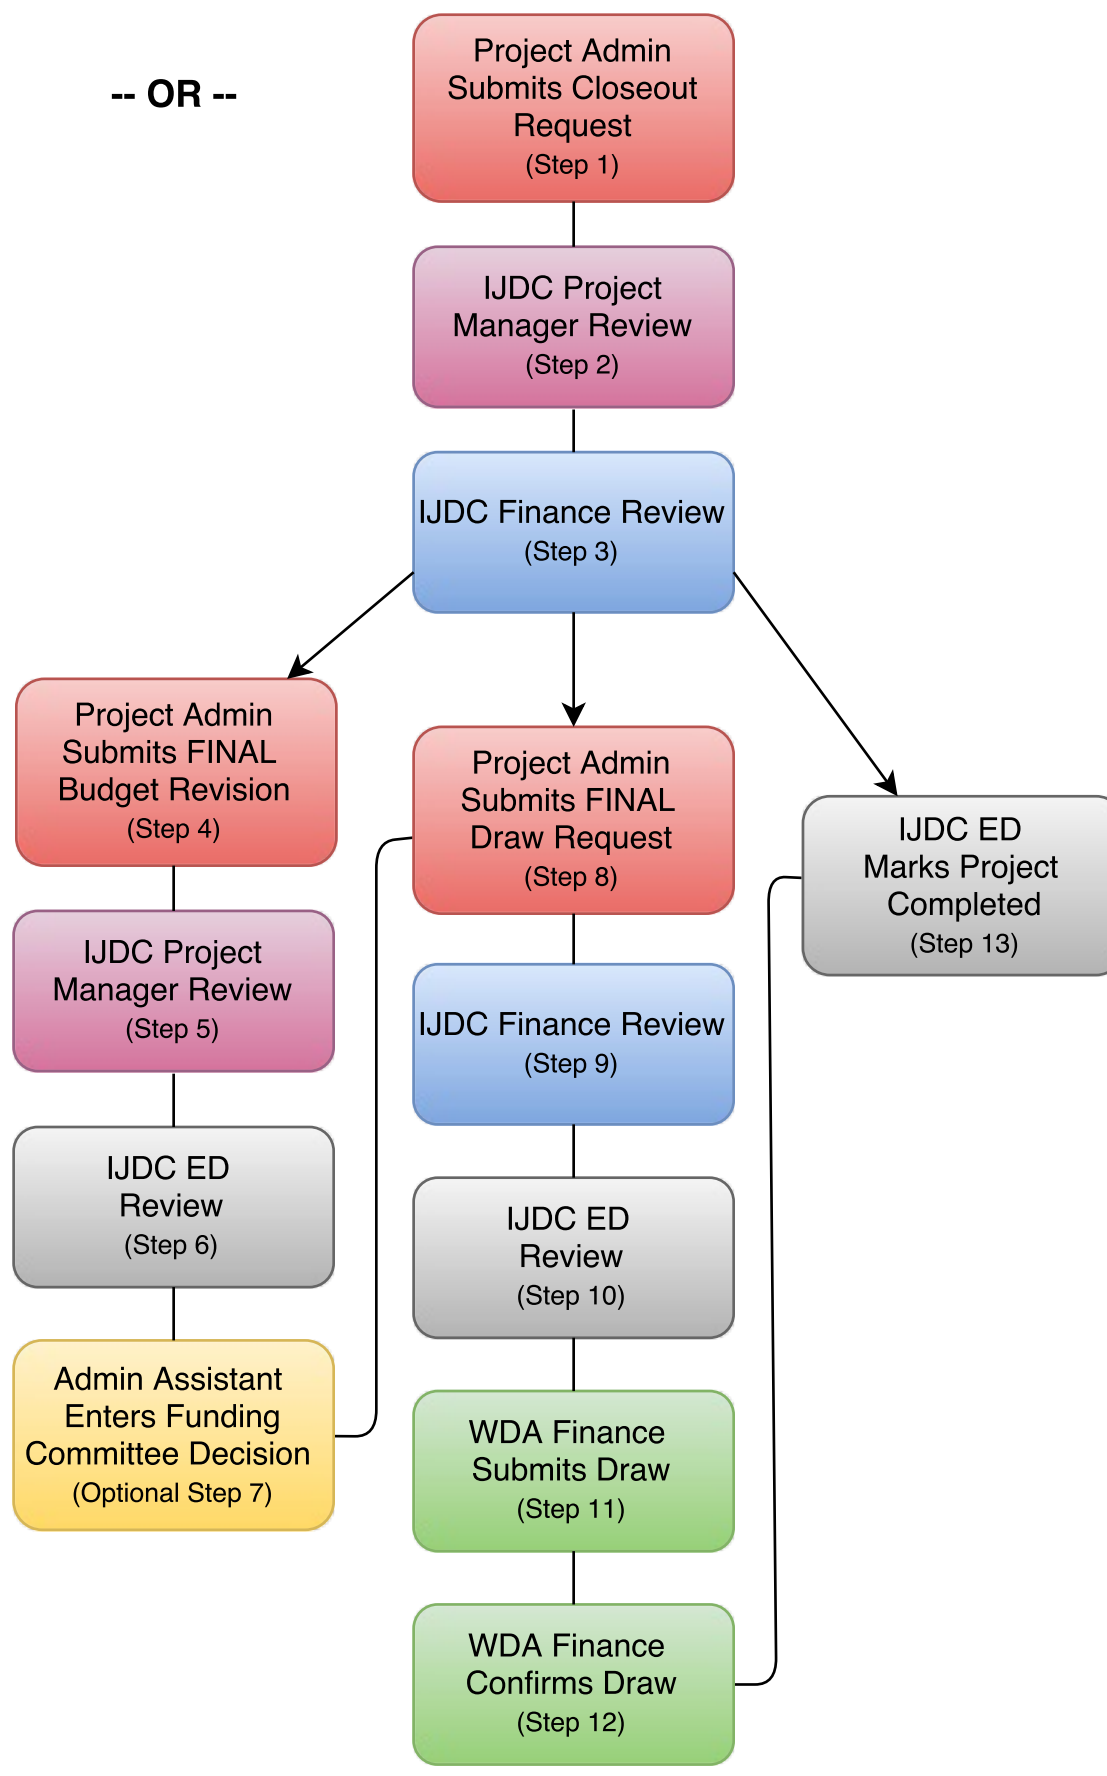 -- OR --
Project Admin
Submits Closeout
Request
(Step 1)
IJDC Project
Manager Review
(Step 2)
IJDC Finance Review
(Step 3)
Project Admin
Submits FINAL
Budget Revision
(Step 4)
IJDC Project
Manager Review
(Step 5)
IJDC ED
Review
(Step 6)
Admin Assistant
Enters Funding
Committee Decision
(Optional Step 7)
Project Admin
Submits FINAL
Draw Request
(Step 8)
IJDC Finance Review
(Step 9)
IJDC ED
Review
(Step 10)
WDA Finance
Submits Draw
(Step 11)
WDA Finance
Confirms Draw
(Step 12)
IJDC ED
Marks Project
Completed
(Step 13)